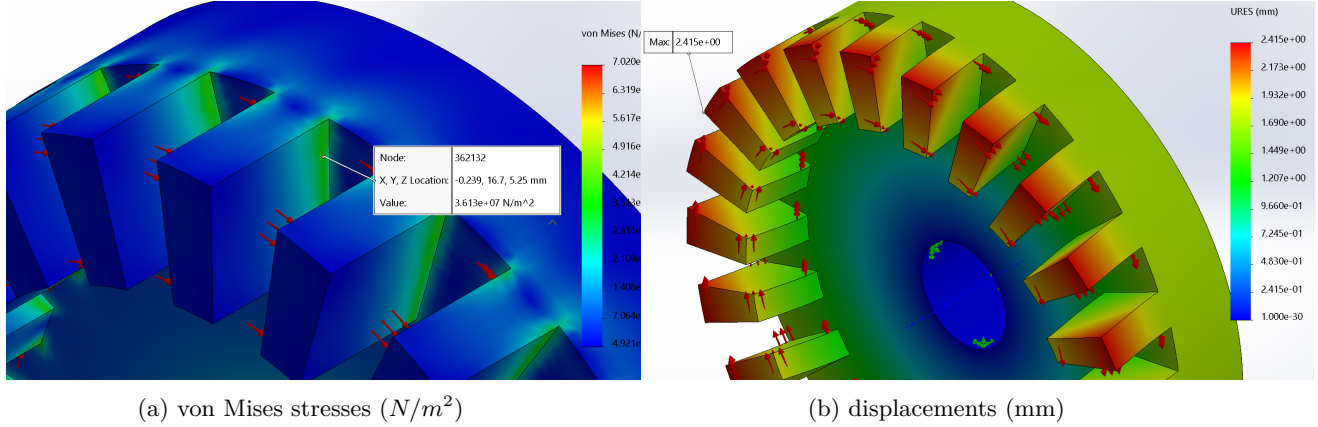 von Mises (N/
7.020e
6.319e
5.617e
4.916e
4.214e
2.811e
2.109e
1.406e
7.064e
4.921e
Node: 362132
X, Y, Z Location: -0.239, 16.7, 5.25 mm
Value: 3.613e+07 N/m^2
Max: 2.415e+00
URES (mm)
2.415e+00
2.173e+00
1.932e+00
1.690e+00
1.449e+00
1.207e+00
9.660e-01
7.245e-01
4.830e-01
2.415e-01
1.000e-30
(a) von Mises stresses (N/m²)
(b) displacements (mm)